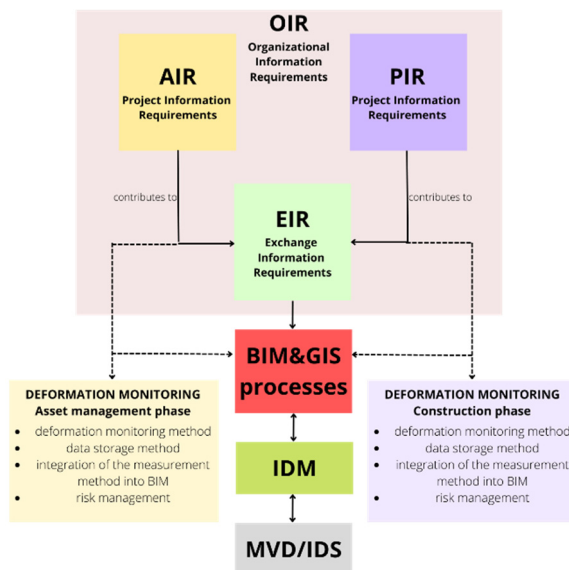 OIR
Organizational
Information
Requirements
AIR
Project Information
Requirements
PIR
Project Information
Requirements
contributes to
contributes to
EIR
Exchange
Information
Requirements
BIM&GIS
processes
DEFORMATION MONITORING
Asset management phase
• deformation monitoring method
• data storage method
• integration of the measurement
method into BIM
• risk management
DEFORMATION MONITORING
Construction phase
• deformation monitoring method
• data storage method
• integration of the measurement
method into BIM
• risk management
IDM
MVD/IDS